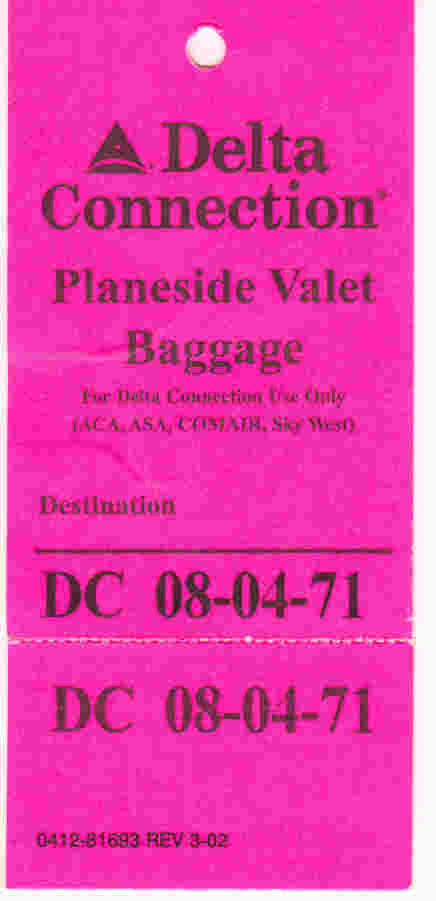 Delta
Connection®
Planeside Valet
Baggage
For Delta Connection Use Only
(ACA, ASA, COMAIR, Sky West)
Destination
DC 08-04-71
DC 08-04-71
0412-81693 REV 3-02